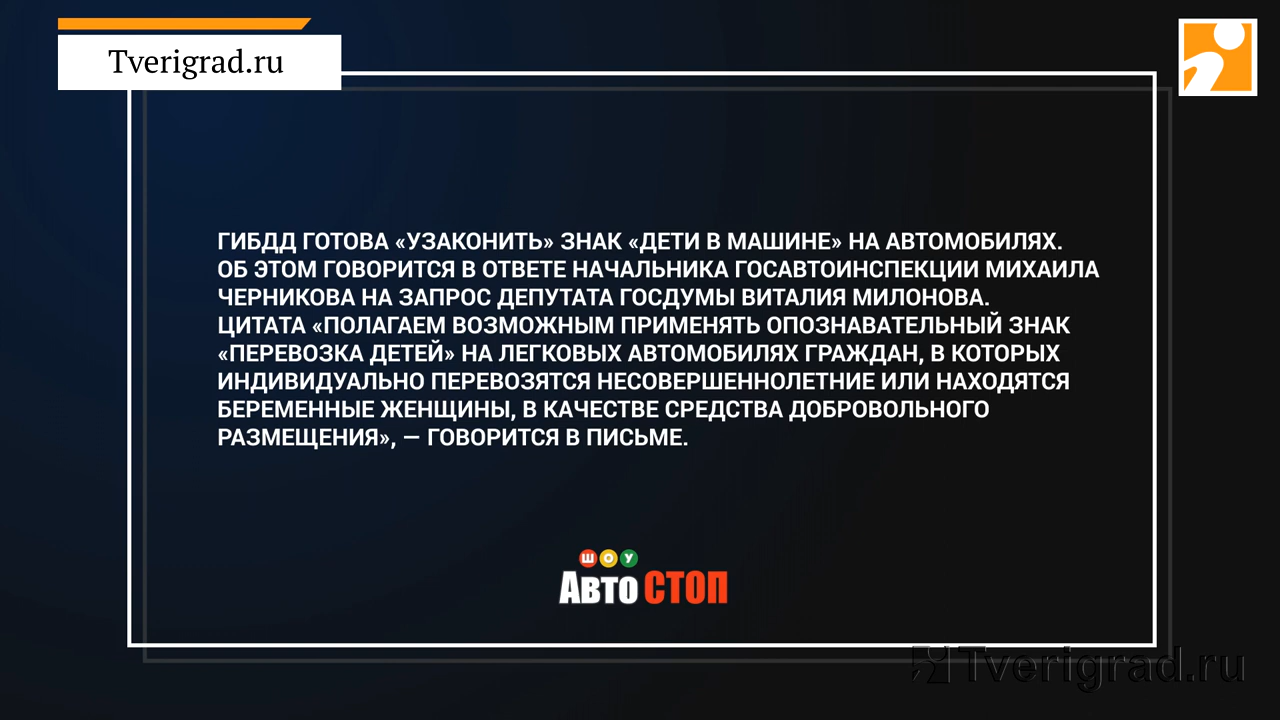 Tverigrad.ru
ГИБДД ГОТОВА «УЗАКОНИТЬ» ЗНАК «ДЕТИ В МАШИНЕ» НА АВТОМОБИЛЯХ.
ОБ ЭТОМ ГОВОРИТСЯ В ОТВЕТЕ НАЧАЛЬНИКА ГОСАВТОИНСПЕКЦИИ МИХАИЛА
ЧЕРНИКОВА НА ЗАПРОС ДЕПУТАТА ГОСДУМЫ ВИТАЛИЯ МИЛОНОВА.
ЦИТАТА «ПОЛАГАЕМ ВОЗМОЖНЫМ ПРИМЕНЯТЬ ОПОЗНАВАТЕЛЬНЫЙ ЗНАК
«ПЕРЕВОЗКА ДЕТЕЙ» НА ЛЕГКОВЫХ АВТОМОБИЛЯХ ГРАЖДАН, В КОТОРЫХ
ИНДИВИДУАЛЬНО ПЕРЕВОЗЯТСЯ НЕСОВЕРШЕННОЛЕТНИЕ ИЛИ НАХОДЯТСЯ
БЕРЕМЕННЫЕ ЖЕНЩИНЫ, В КАЧЕСТВЕ СРЕДСТВА ДОБРОВОЛЬНОГО
РАЗМЕЩЕНИЯ», — ГОВОРИТСЯ В ПИСЬМЕ.
ШОУ
АВТО СТОП
Tverigrad.ru